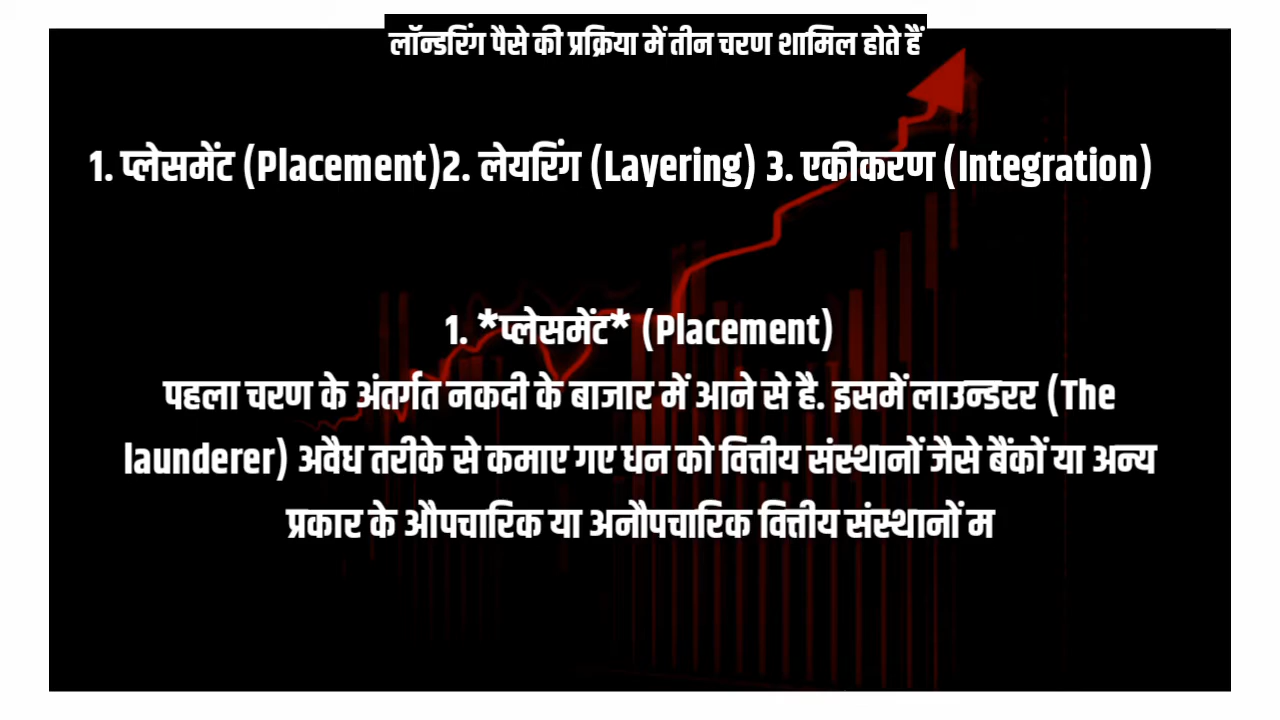 लॉन्डरिंग पैसे की प्रक्रिया में तीन चरण शामिल होते हैं
1. प्लेसमेंट (Placement)2. लेयरिंग (Layering) 3. एकीकरण (Integration)
1. *प्लेसमेंट* (Placement)
पहला चरण के अंतर्गत नकदी के बाजार में आने से है. इसमें लाउन्डरर (The
launderer) अवैध तरीके से कमाए गए धन को वित्तीय संस्थानों जैसे बैंकों या अन्य
प्रकार के औपचारिक या अनौपचारिक वित्तीय संस्थानों म